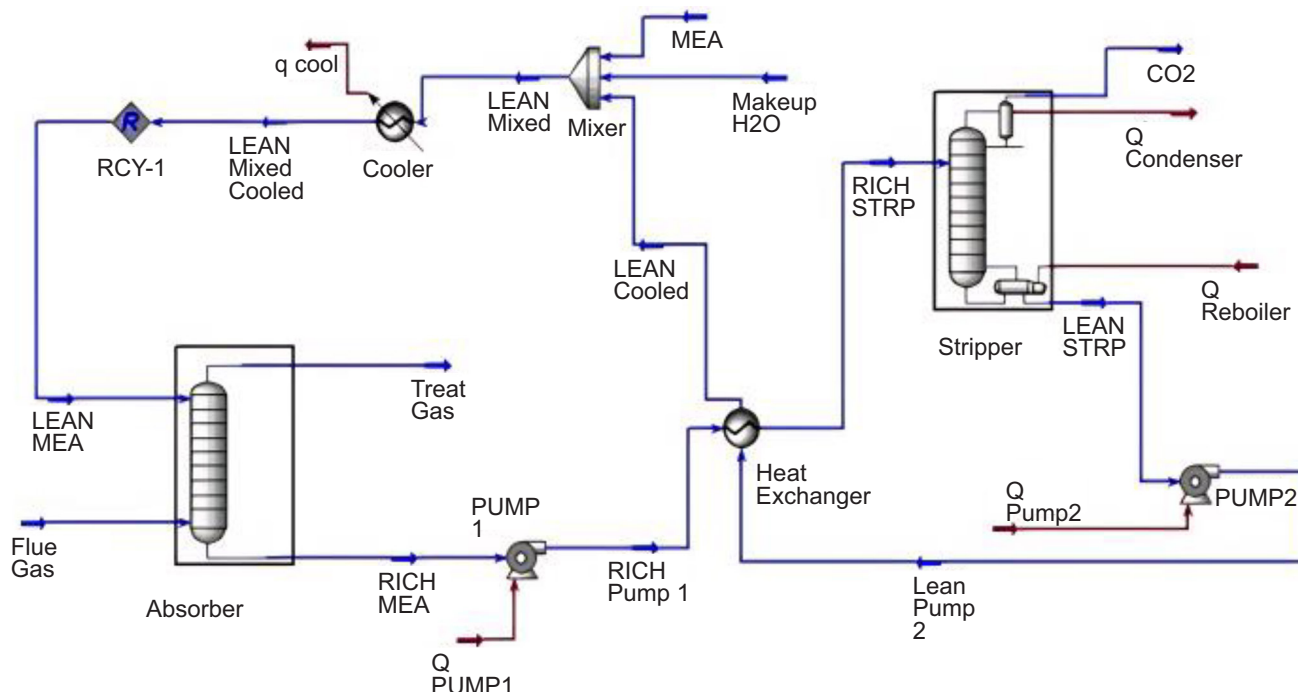 MEA
q cool
CO2
LEAN
Mixed
Mixer
Makeup
H2O
R
RCY-1
LEAN
Mixed
Cooled
Cooler
Q
Condenser
RICH
STRP
LEAN
Cooled
Q
Reboiler
Stripper
LEAN
STRP
Treat
Gas
LEAN
MEA
Heat
Exchanger
PUMP
1
Q
Pump2
PUMP2
Flue
Gas
RICH
MEA
RICH
Pump 1
Lean
Pump
2
Absorber
Q
PUMP1